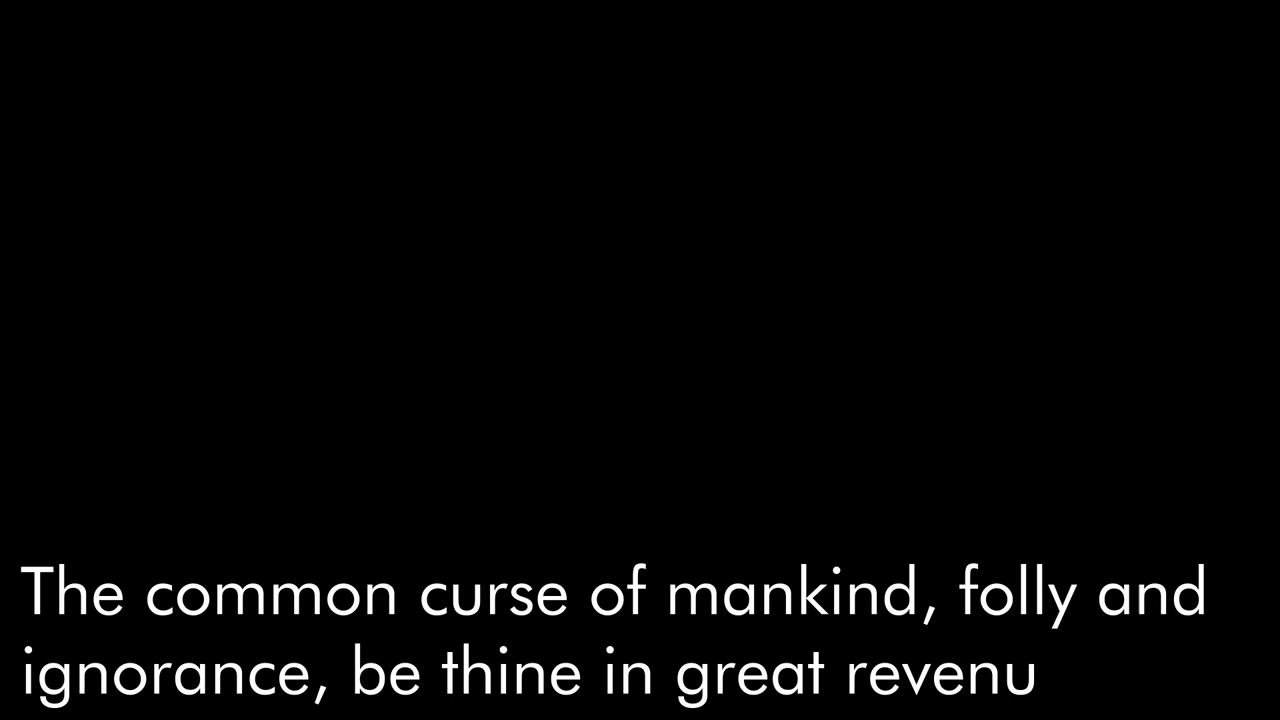 The common curse of mankind, folly and
ignorance, be thine in great revenu